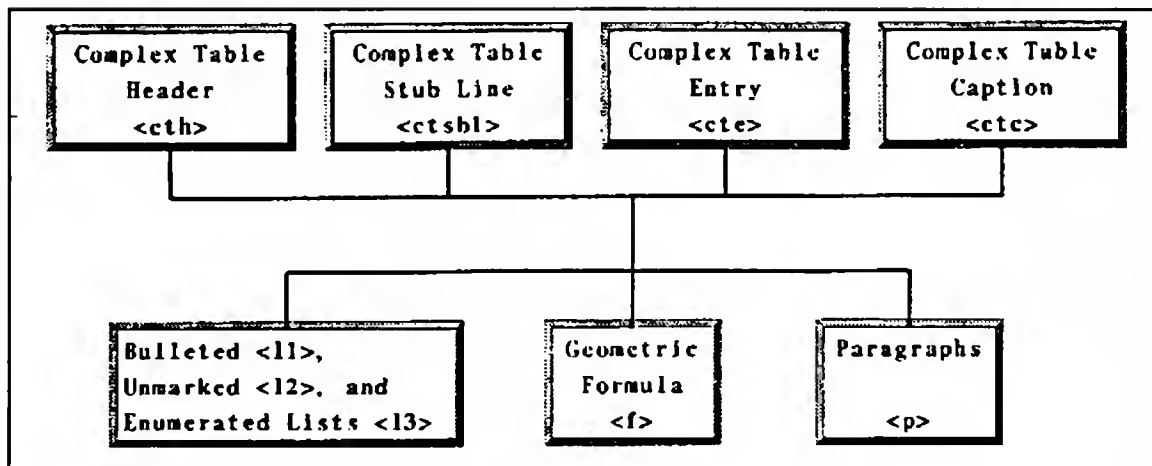 Complex Table
Header
<cth>
Complex Table
Stub Line
<ctsbl>
Complex Table
Entry
<cte>
Complex Table
Caption
<ctc>
Bulleted <l1>,
Unmarked <l2>, and
Enumerated Lists <l3>
Geometric
Formula
<f>
Paragraphs
<p>